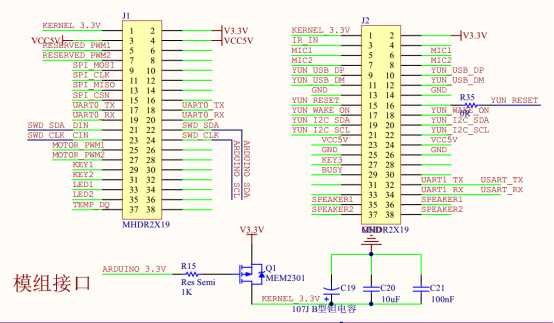 J1
KERNEL_3.3V 1 2 V3.3V
VCC5V 3 4 VCC5V
RESERVED_PWM1 5 6
RESERVED_PWM2 7 8
SPI_MOSI 9 10
SPI_CLK 11 12
SPI_MISO 13 14
SPI_CSN 15 16
UART0_TX 17 18 UART0_TX
UART0_RX 19 20 UART0_RX
SWD_SDA DIN 21 22 SWD_SDA
SWD_CLK CIN 23 24 SWD_CLK
MOTOR_PWM1 25 26
MOTOR_PWM2 27 28
KEY1 29 30
KEY2 31 32
LED1 33 34
LED2 35 36
TEMP_DQ 37 38
MHDR2X19
ARDUINO_SCL
ARDUINO_SDA
J2
KERNEL_3.3V 1 2 V3.3V
IR_IN 3 4
MIC1 5 6 MIC1
MIC2 7 8 MIC2
YUN_USB_DP 9 10 YUN_USB_DP
YUN_USB_DM 11 12 YUN_USB_DM
GND 13 14 GND
YUN_RESET 15 16 R35 YUN_RESET
YUN_WAKE_ON 17 18 YUN_WAKE_ON 0R
YUN_I2C_SDA 19 20 YUN_I2C_SDA
YUN_I2C_SCL 21 22 YUN_I2C_SCL
VCC5V 23 24 VCC5V
GND 25 26 GND
KEY3 27 28
BUSY 29 30
31 32 UART1_TX USART_TX
33 34 UART1_RX USART_RX
SPEAKER1 35 36 SPEAKER1
SPEAKER2 37 38 SPEAKER2
GND
MHDR2X19
V3.3V
模组接口
ARDUINO_3.3V
R15
Res Semi
1K
Q1
MEM2301
KERNEL_3.3V
C19
107J B型钽电容
C20
10uF
C21
100nF